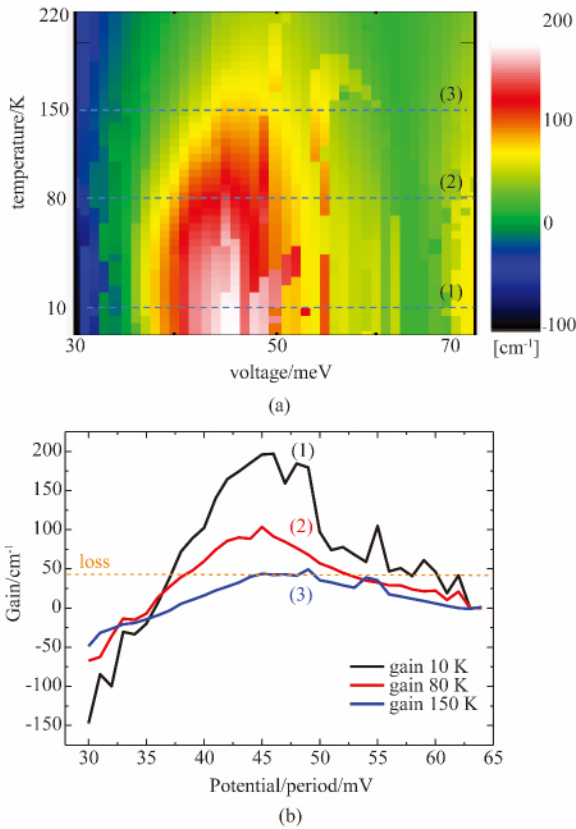 (a)
220
150
80
10
temperature/K
(3)
(2)
(1)
30
50
70
voltage/meV
200
100
0
-100
[cm⁻¹]
(a)
200
150
100
50
0
-50
-100
-150
Gain/cm⁻¹
(1)
(2)
(3)
loss
gain 10 K
gain 80 K
gain 150 K
30
35
40
45
50
55
60
65
Potential/period/mV
(b)